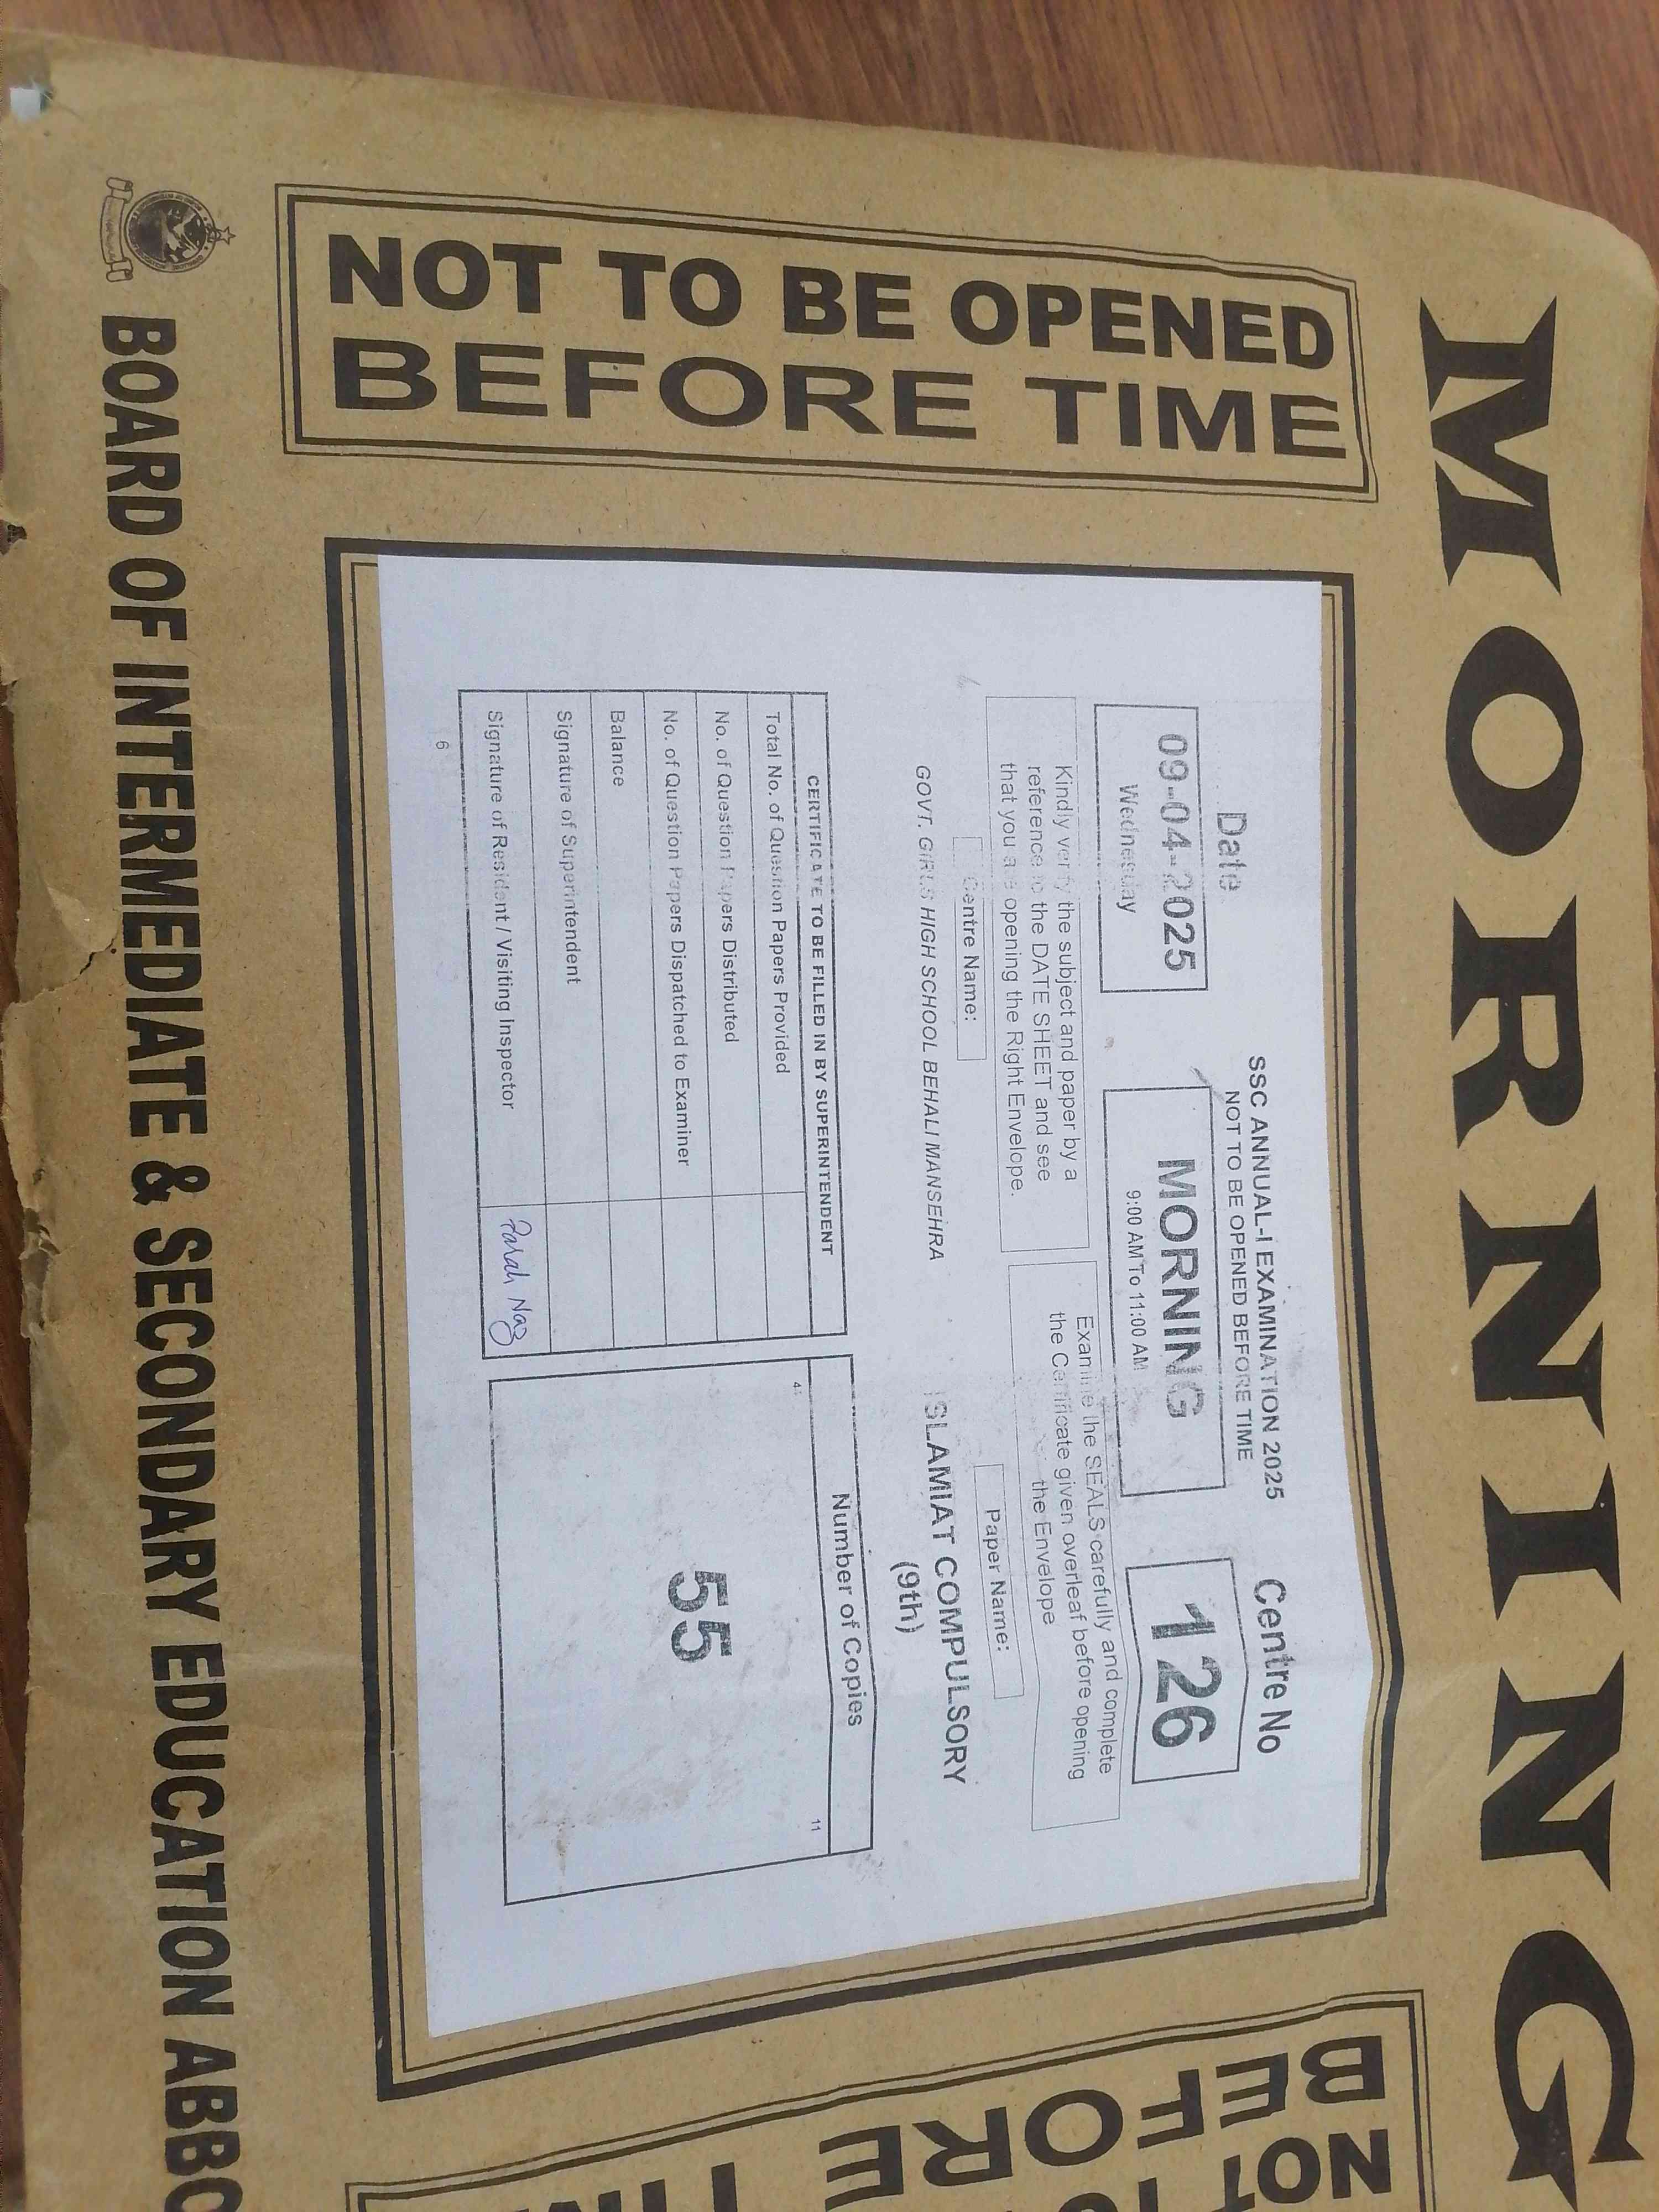 MORNING
NOT TO BE OPENED
BEFORE TIME
SSC ANNUAL-I EXAMINATION 2025
NOT TO BE OPENED BEFORE TIME
Date
09-04-2025
Wednesday
MORNING
9:00 AM To 11:00 AM
Centre No
126
Kindly verify the subject and paper by a
reference to the DATE SHEET and see
that you are opening the Right Envelope.
Examine the SEALS carefully and complete
the Certificate given overleaf before opening
the Envelope
Centre Name:
GOVT. GIRLS HIGH SCHOOL BEHALI MANSEHRA
Paper Name:
ISLAMIAT COMPULSORY
(9th)
CERTIFICATE TO BE FILLED IN BY SUPERINTENDENT
Total No. of Question Papers Provided
No. of Question Papers Distributed
No. of Question Papers Dispatched to Examiner
Balance
Signature of Superintendent
Signature of Resident / Visiting Inspector
Farah Naz
6
Number of Copies
11
55
NOT
BEFORE
BOARD OF INTERMEDIATE & SECONDARY EDUCATION ABBO